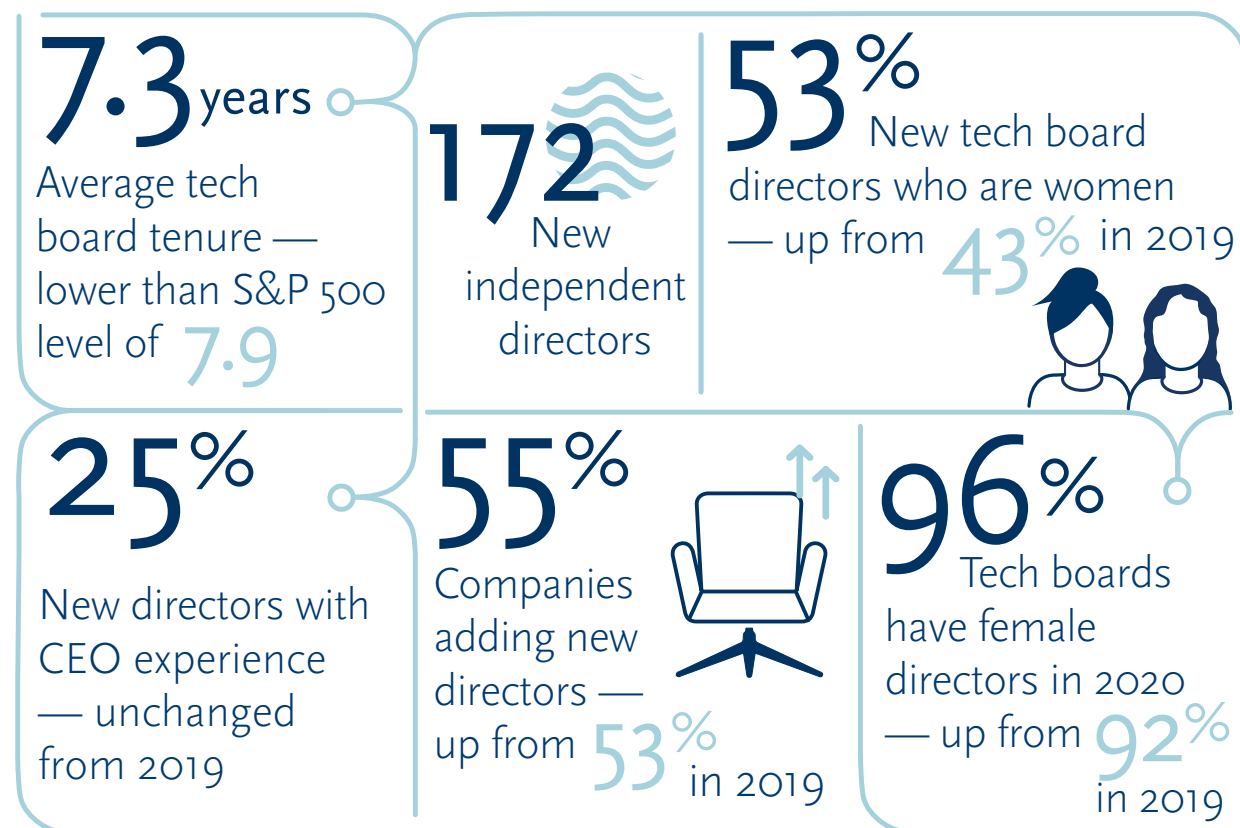 7.3 years
Average tech
board tenure —
lower than S&P 500
level of 7.9
172
New
independent
directors
53%
New tech board
directors who are women
— up from 43% in 2019
25%
New directors with
CEO experience
— unchanged
from 2019
55%
Companies
adding new
directors —
up from 53%
in 2019
96%
Tech boards
have female
directors in 2020
— up from 92%
in 2019